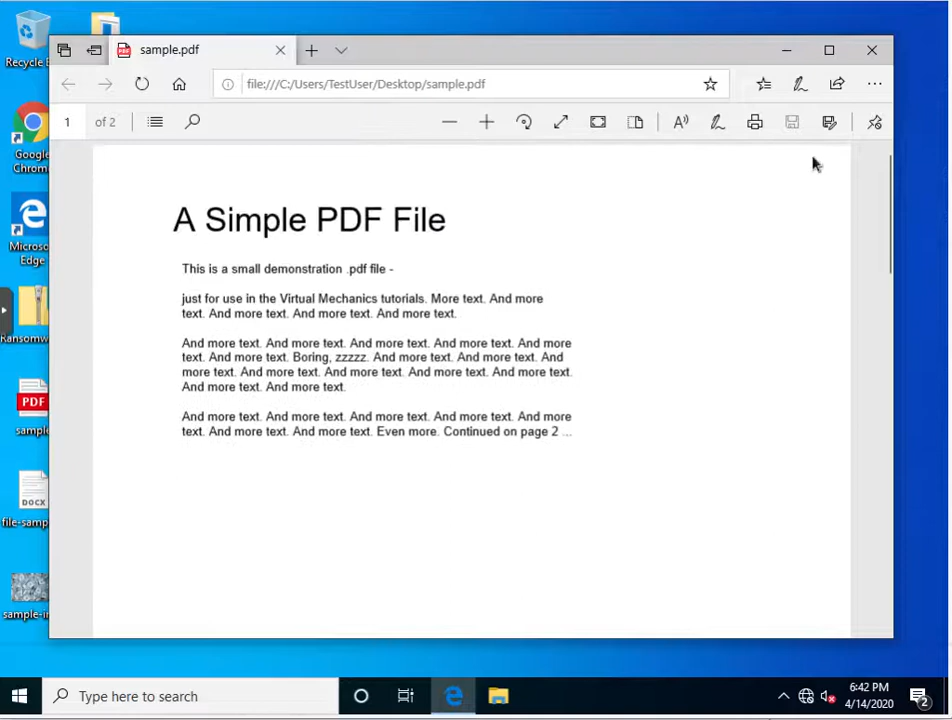 Recycle
sample.pdf
file:///C:/Users/TestUser/Desktop/sample.pdf
1 of 2
Google
Chrome
A Simple PDF File
This is a small demonstration .pdf file -
just for use in the Virtual Mechanics tutorials. More text. And more
text. And more text. And more text. And more text.
And more text. And more text. And more text. And more text. And more
text. And more text. Boring, zzzzz. And more text. And more text. And
more text. And more text. And more text. And more text. And more text.
And more text. And more text.
And more text. And more text. And more text. And more text. And more
text. And more text. And more text. Even more. Continued on page 2 ...
Microso
Edge
Ransomw
PDF
sample
DOCX
file-samp
sample-im
Type here to search
6:42 PM
4/14/2020
2